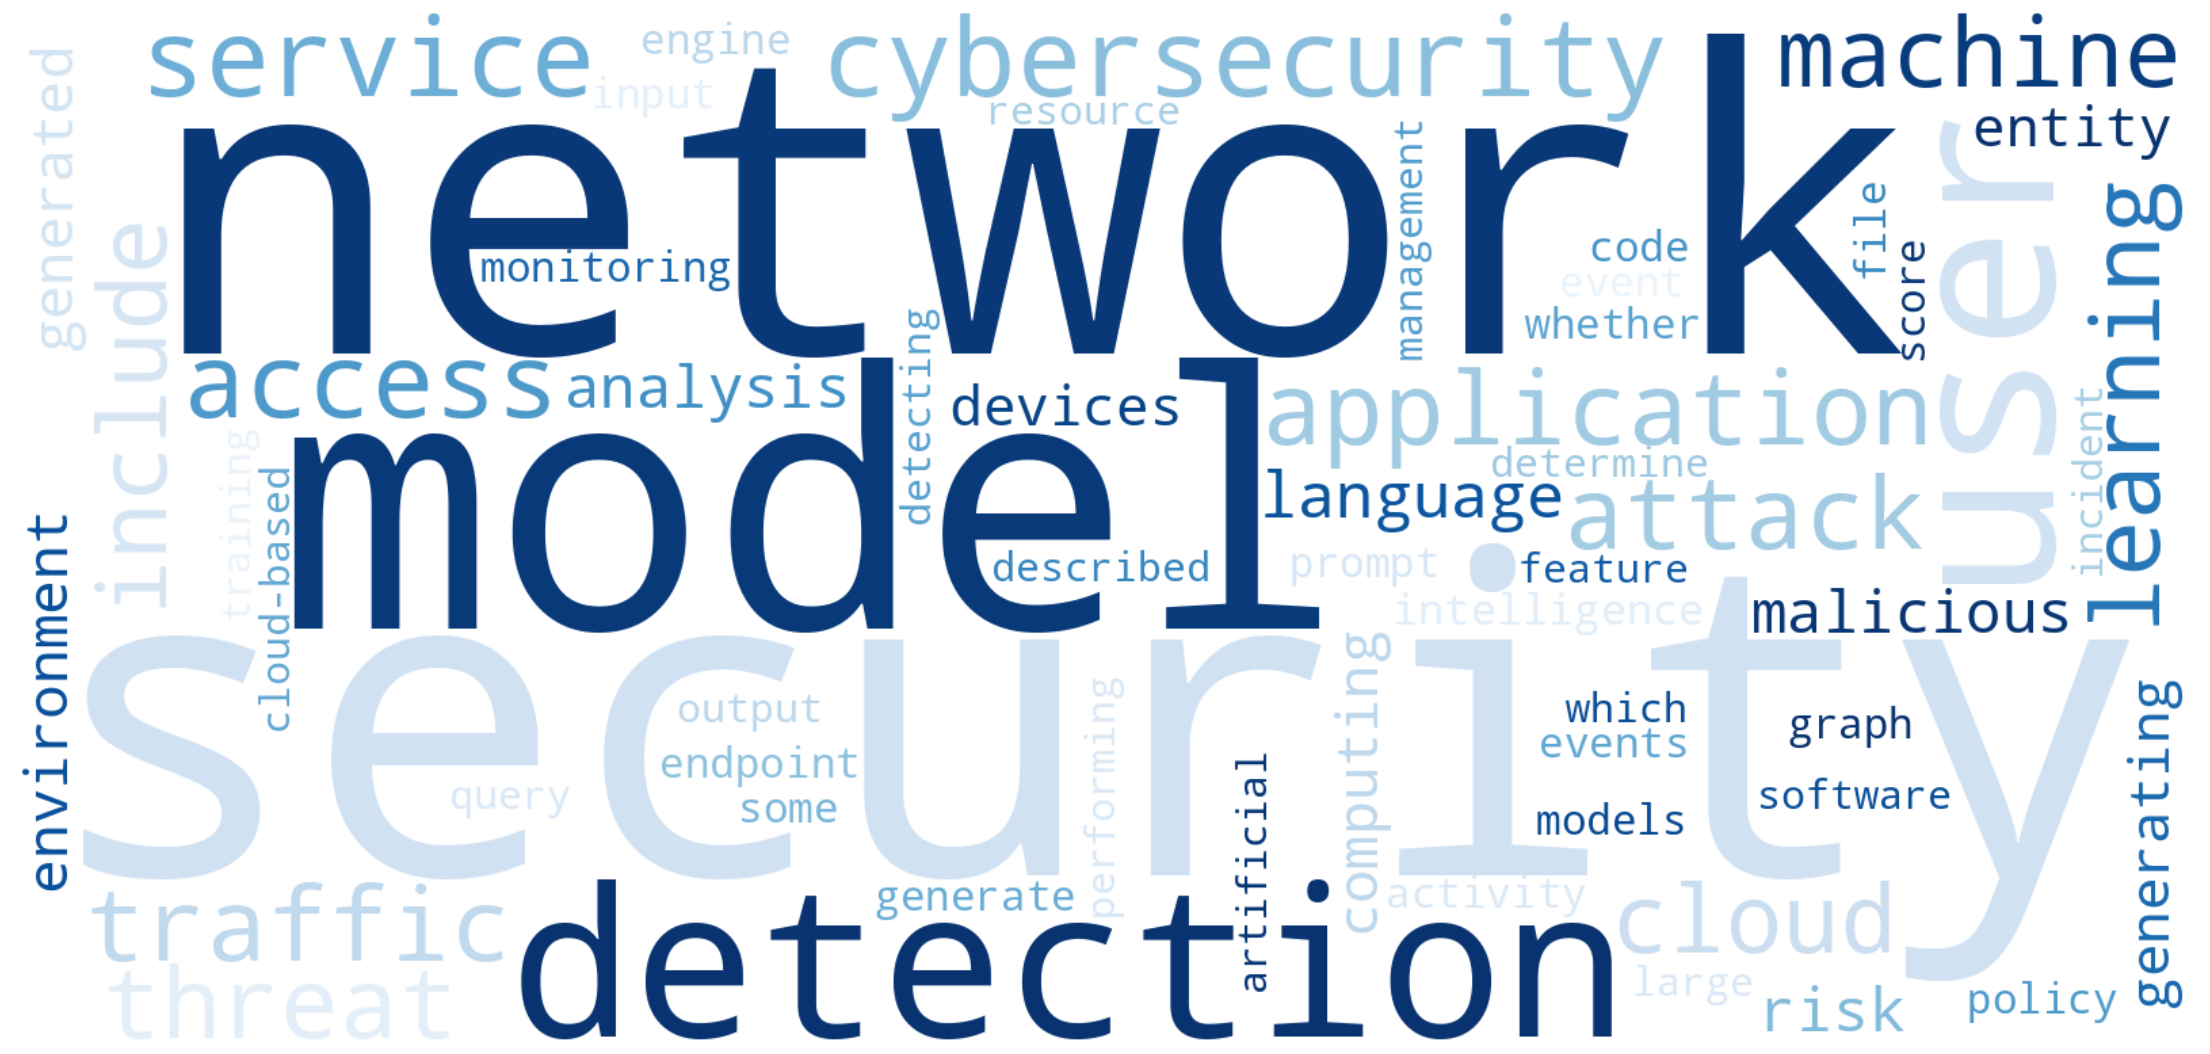 service
engine
input
cybersecurity
resource
machine
entity
generated
include
network
monitoring
management
code
event
whether
file
score
user
learning
access
analysis
detecting
devices
application
determine
incident
training
cloud-based
model
described
language
attack
prompt
feature
intelligence
malicious
environment
security
output
endpoint
some
query
performing
artificial
computing
which
events
models
graph
software
generating
traffic
threat
detection
generate
activity
cloud
large
risk
policy